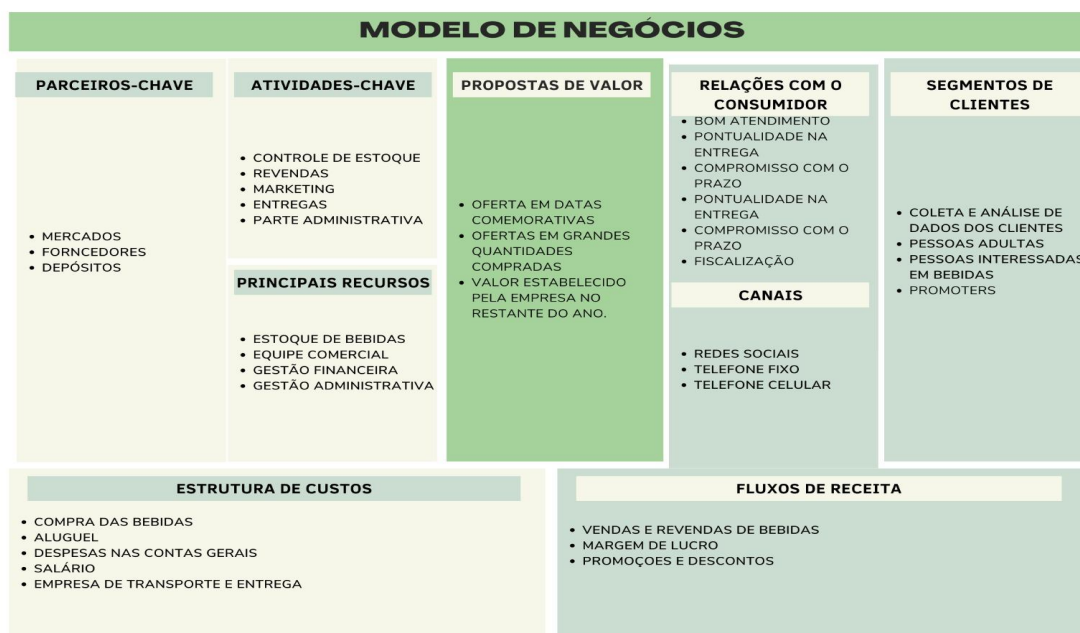 MODELO DE NEGÓCIOS
PARCEIROS-CHAVE
• MERCADOS
• FORNCEDORES
• DEPÓSITOS
ATIVIDADES-CHAVE
• CONTROLE DE ESTOQUE
• REVENDAS
• MARKETING
• ENTREGAS
• PARTE ADMINISTRATIVA
PRINCIPAIS RECURSOS
• ESTOQUE DE BEBIDAS
• EQUIPE COMERCIAL
• GESTÃO FINANCEIRA
• GESTÃO ADMINISTRATIVA
PROPOSTAS DE VALOR
• OFERTA EM DATAS
COMEMORATIVAS
• OFERTAS EM GRANDES
QUANTIDADES
COMPRADAS
• VALOR ESTABELECIDO
PELA EMPRESA NO
RESTANTE DO ANO.
RELAÇÕES COM O
CONSUMIDOR
• BOM ATENDIMENTO
• PONTUALIDADE NA
ENTREGA
• COMPROMISSO COM O
PRAZO
• PONTUALIDADE NA
ENTREGA
• COMPROMISSO COM O
PRAZO
• FISCALIZAÇÃO
CANAIS
• REDES SOCIAIS
• TELEFONE FIXO
• TELEFONE CELULAR
SEGMENTOS DE
CLIENTES
• COLETA E ANÁLISE DE
DADOS DOS CLIENTES
• PESSOAS ADULTAS
• PESSOAS INTERESSADAS
EM BEBIDAS
• PROMOTERS
ESTRUTURA DE CUSTOS
• COMPRA DAS BEBIDAS
• ALUGUEL
• DESPESAS NAS CONTAS GERAIS
• SALÁRIO
• EMPRESA DE TRANSPORTE E ENTREGA
FLUXOS DE RECEITA
• VENDAS E REVENDAS DE BEBIDAS
• MARGEM DE LUCRO
• PROMOÇOES E DESCONTOS